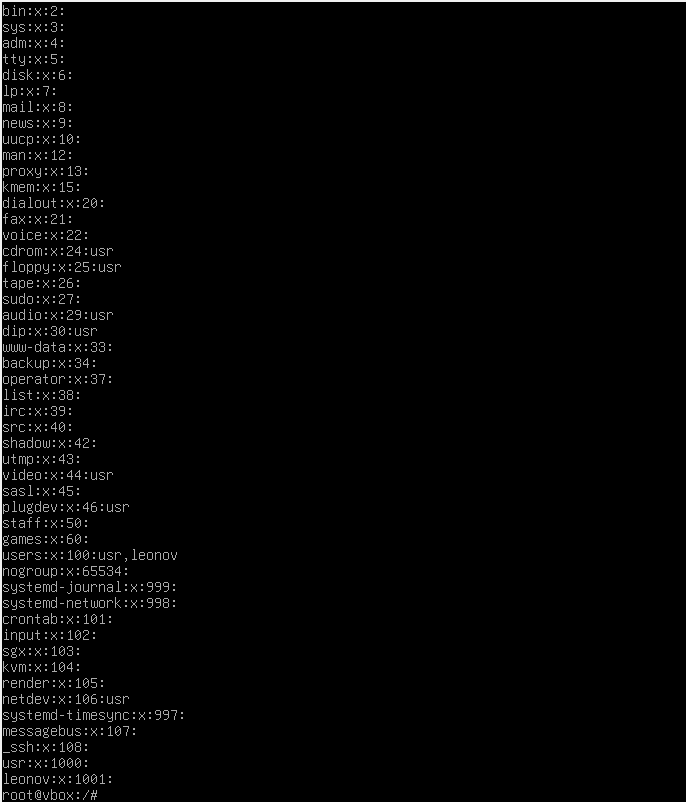 bin:x:2:
sys:x:3:
adm:x:4:
tty:x:5:
disk:x:6:
lp:x:7:
mail:x:8:
news:x:9:
uucp:x:10:
man:x:12:
proxy:x:13:
kmem:x:15:
dialout:x:20:
fax:x:21:
voice:x:22:
cdrom:x:24:usr
floppy:x:25:usr
tape:x:26:
sudo:x:27:
audio:x:29:usr
dip:x:30:usr
www-data:x:33:
backup:x:34:
operator:x:37:
list:x:38:
irc:x:39:
src:x:40:
shadow:x:42:
utmp:x:43:
video:x:44:usr
sasl:x:45:
plugdev:x:46:usr
staff:x:50:
games:x:60:
users:x:100:usr,leonov
nogroup:x:65534:
systemd-journal:x:999:
systemd-network:x:998:
crontab:x:101:
input:x:102:
sgx:x:103:
kvm:x:104:
render:x:105:
netdev:x:106:usr
systemd-timesync:x:997:
messagebus:x:107:
_ssh:x:108:
usr:x:1000:
leonov:x:1001:
root@vbox:/#